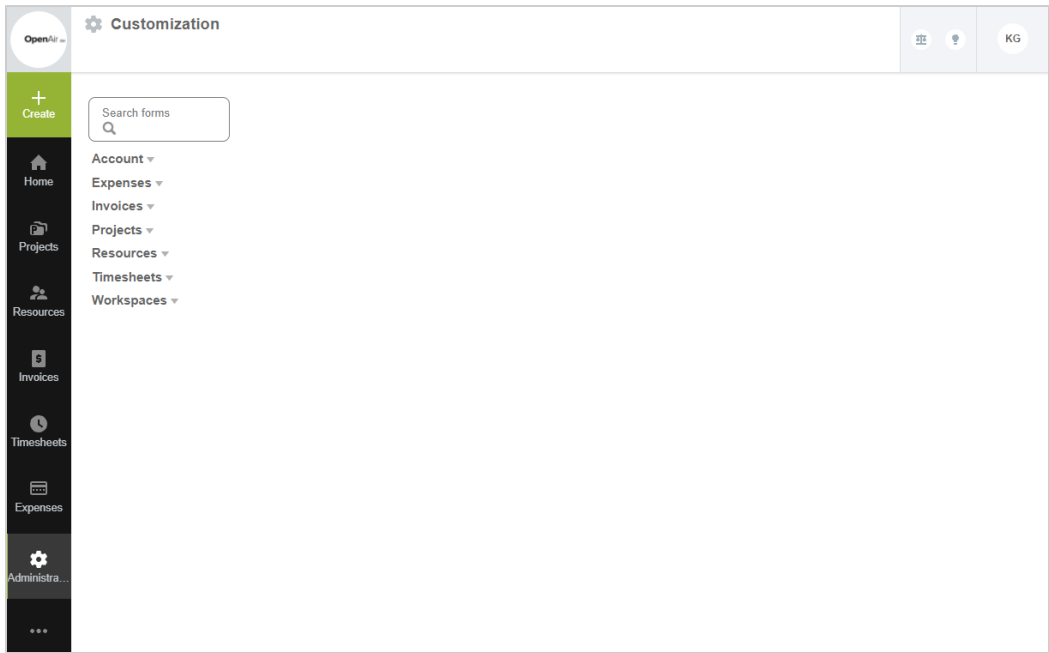 OpenAir
Customization
KG
Create
Home
Projects
Resources
Invoices
Timesheets
Expenses
Administra...
Search forms
Account
Expenses
Invoices
Projects
Resources
Timesheets
Workspaces